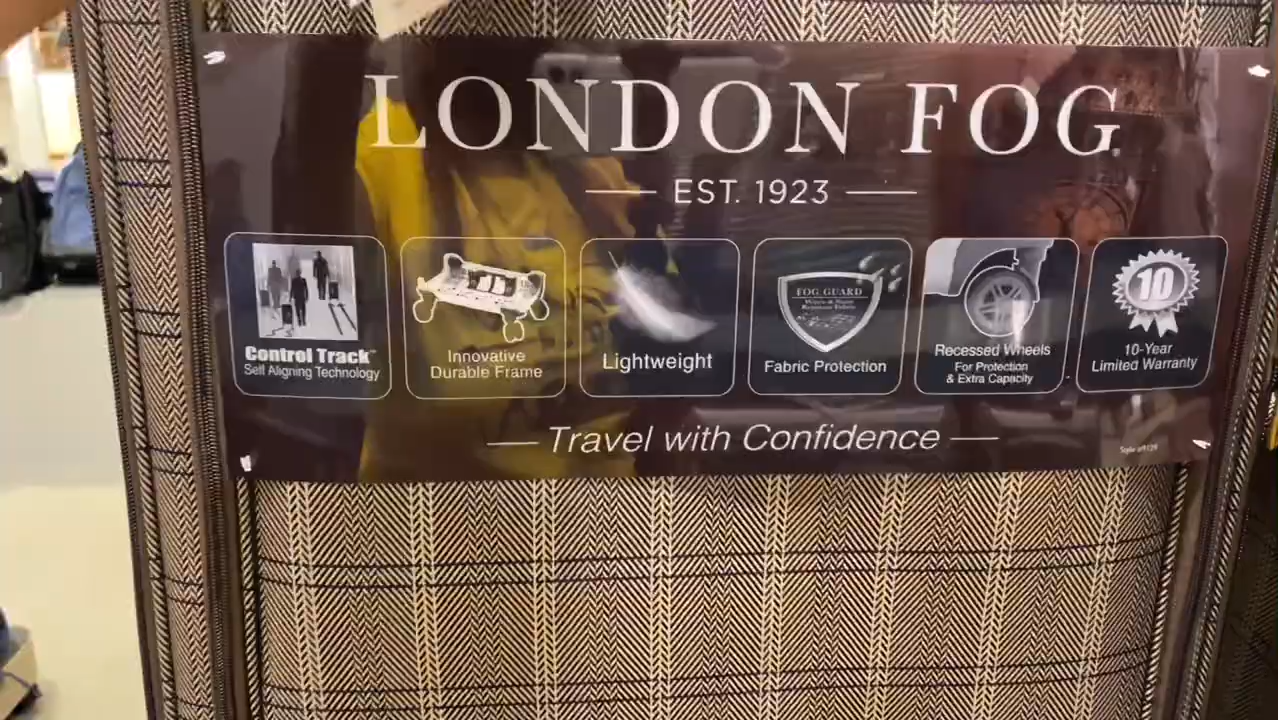 LONDON FOG
EST. 1923
Control Track™
Self Aligning Technology
Innovative
Durable Frame
Lightweight
FOG GUARD
Fabric Protection
Recessed Wheels
For Protection
& Extra Capacity
10
10-Year
Limited Warranty
Travel with Confidence